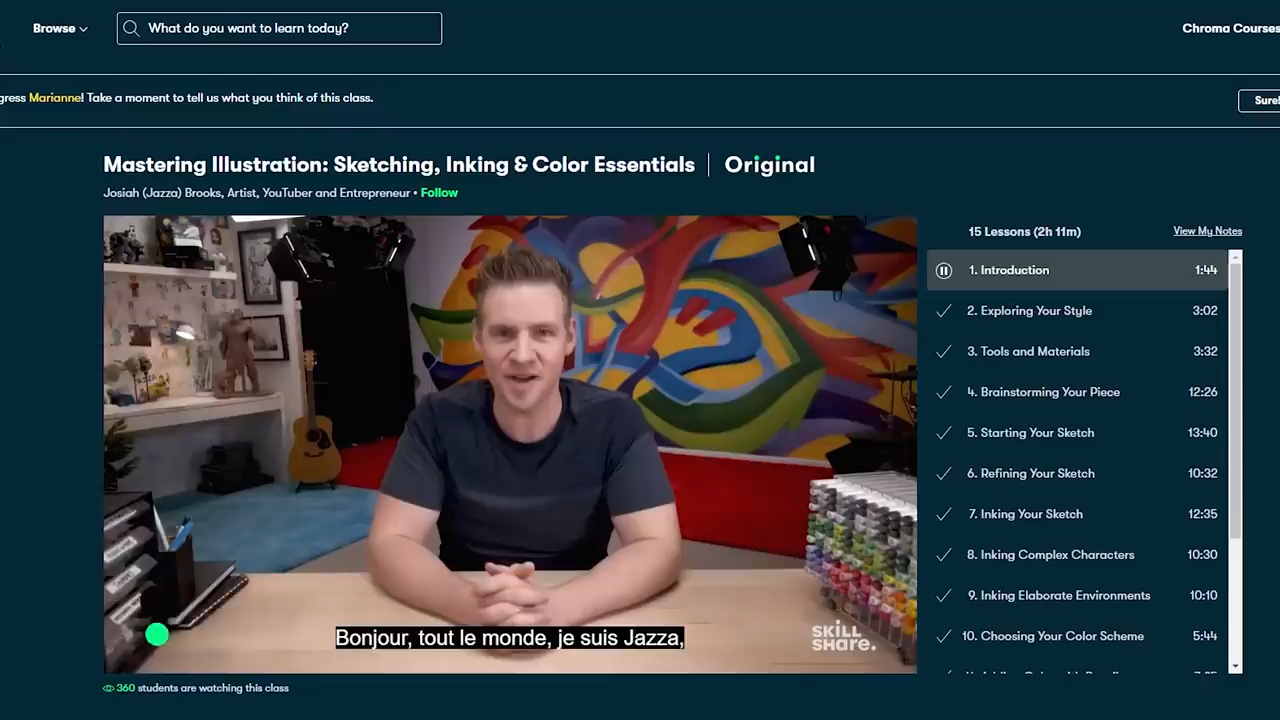 Browse
What do you want to learn today?
Chroma Courses
gress Marianne! Take a moment to tell us what you think of this class.
Sure!
Mastering Illustration: Sketching, Inking & Color Essentials | Original
Josiah (Jazza) Brooks, Artist, YouTuber and Entrepreneur • Follow
15 Lessons (2h 11m) View My Notes
1. Introduction 1:44
2. Exploring Your Style 3:02
3. Tools and Materials 3:32
4. Brainstorming Your Piece 12:26
5. Starting Your Sketch 13:40
6. Refining Your Sketch 10:32
7. Inking Your Sketch 12:35
8. Inking Complex Characters 10:30
9. Inking Elaborate Environments 10:10
10. Choosing Your Color Scheme 5:44
Bonjour, tout le monde, je suis Jazza,
SKILL
SHARE.
360 students are watching this class